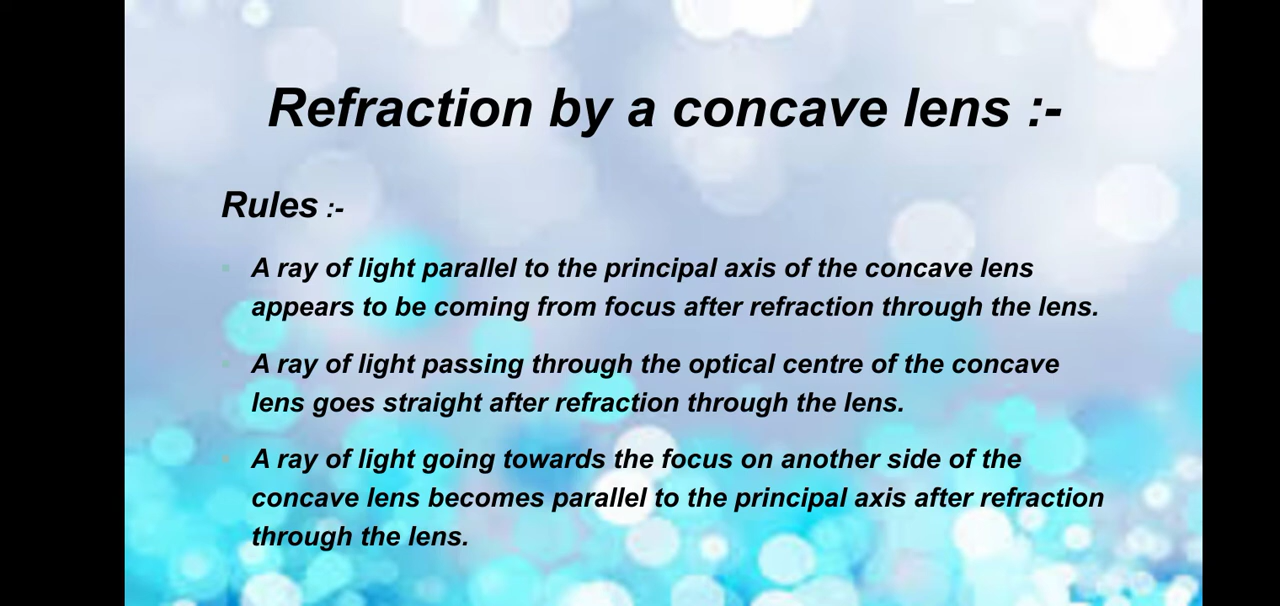 Refraction by a concave lens :-
Rules :-
A ray of light parallel to the principal axis of the concave lens
appears to be coming from focus after refraction through the lens.
A ray of light passing through the optical centre of the concave
lens goes straight after refraction through the lens.
A ray of light going towards the focus on another side of the
concave lens becomes parallel to the principal axis after refraction
through the lens.